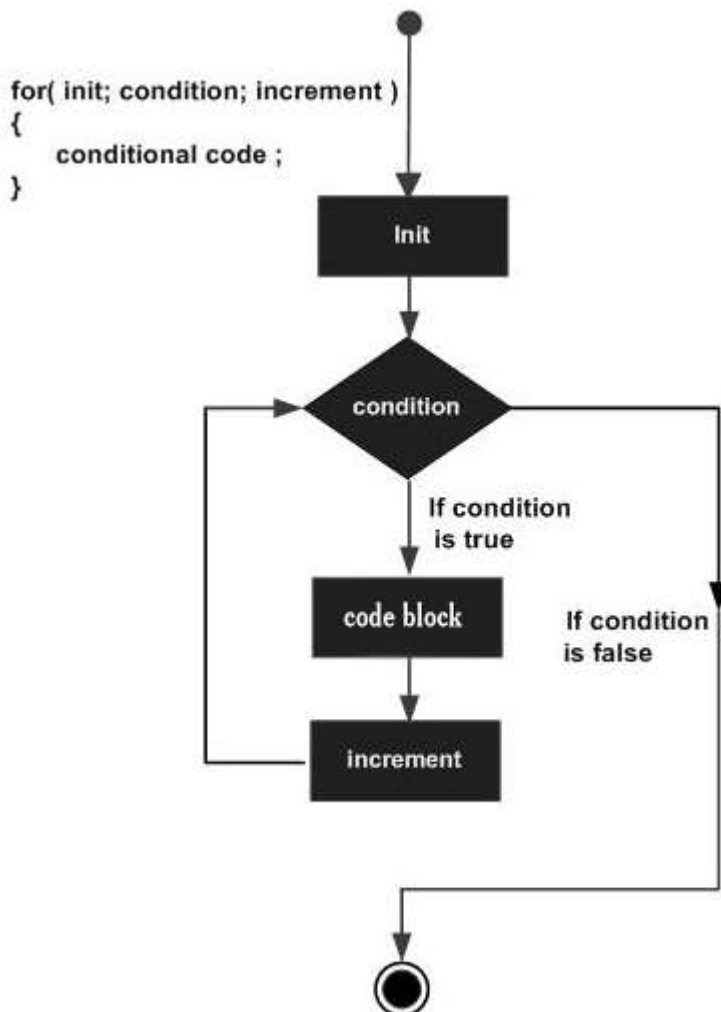 for( init; condition; increment )
{
conditional code ;
}
Init
condition
If condition
is true
code block
If condition
is false
increment